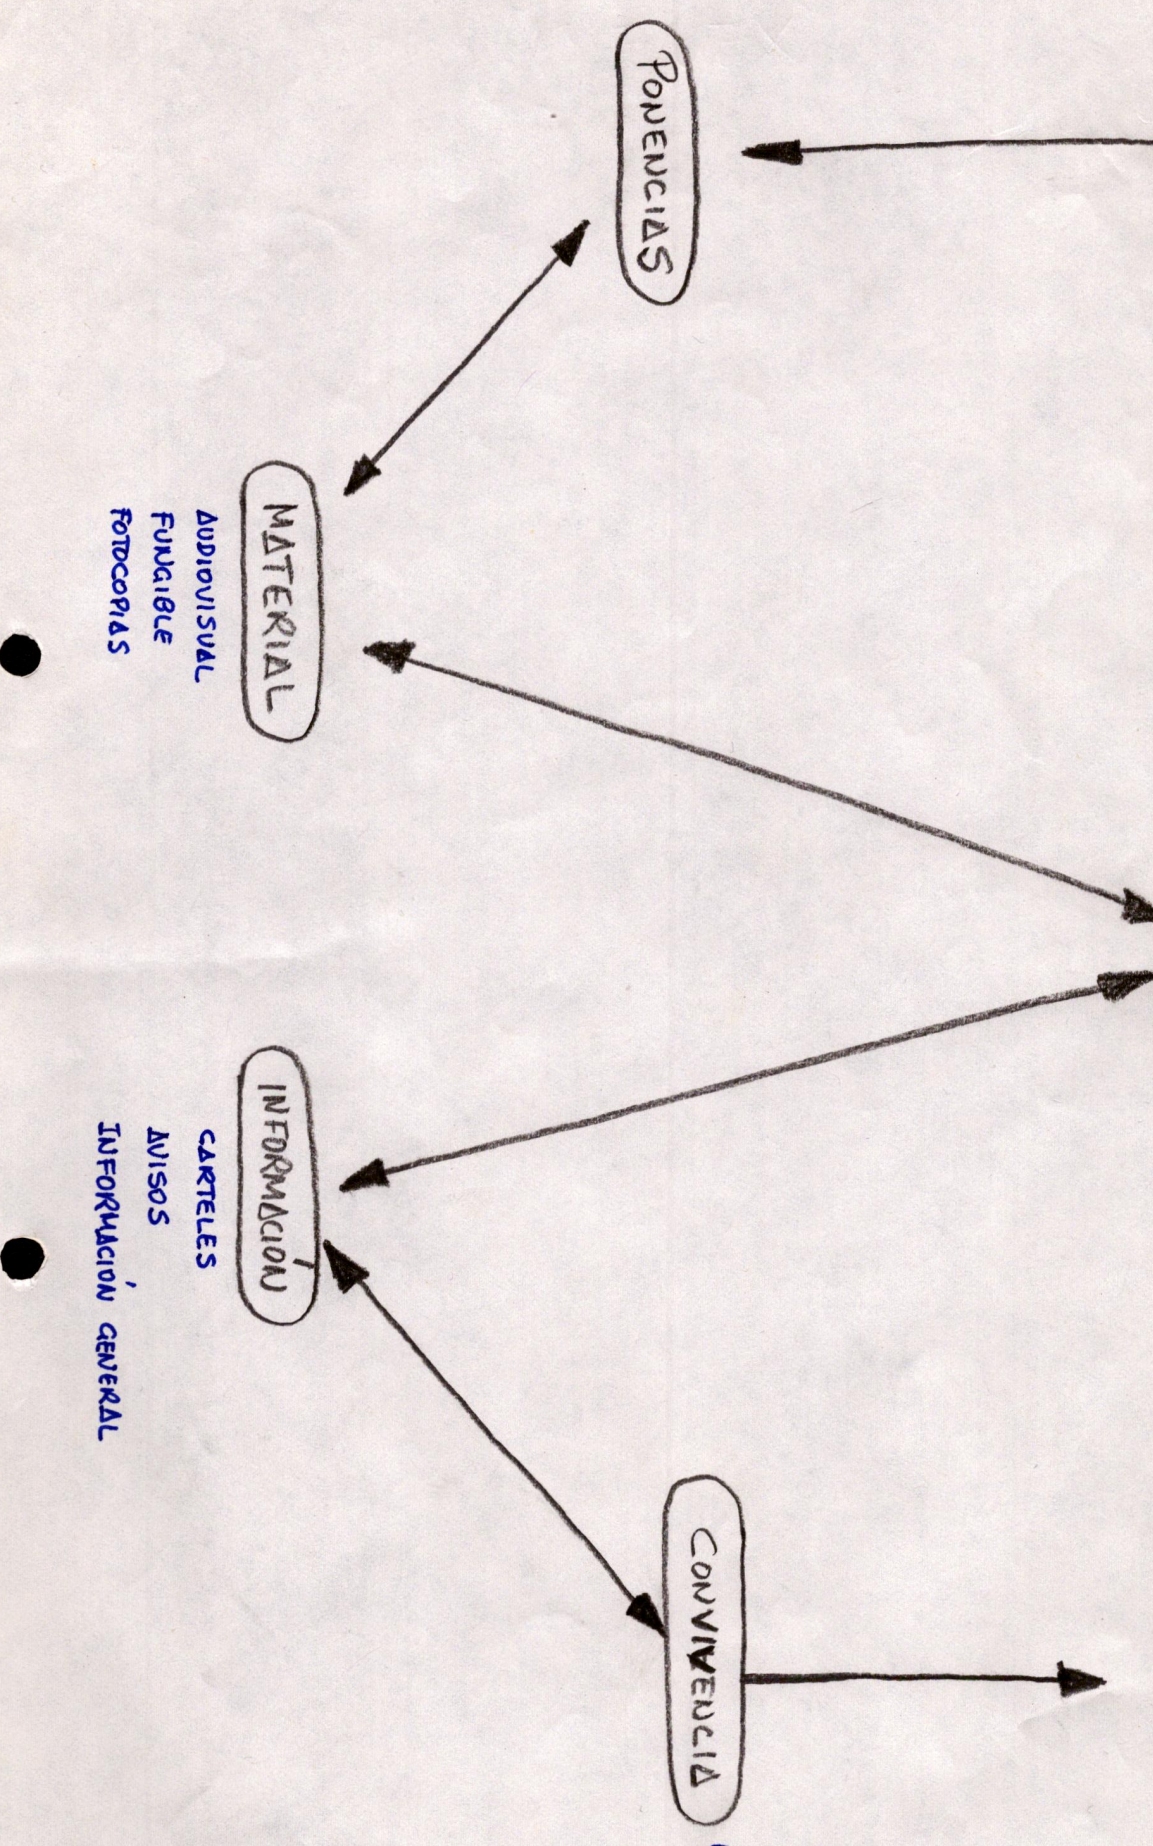 PONENCIAS
CONVIVENCIA
MATERIAL
AUDIOVISUAL
FUNGIBLE
FOTOCOPIAS
INFORMACIÓN
CARTELES
AVISOS
INFORMACIÓN GENERAL